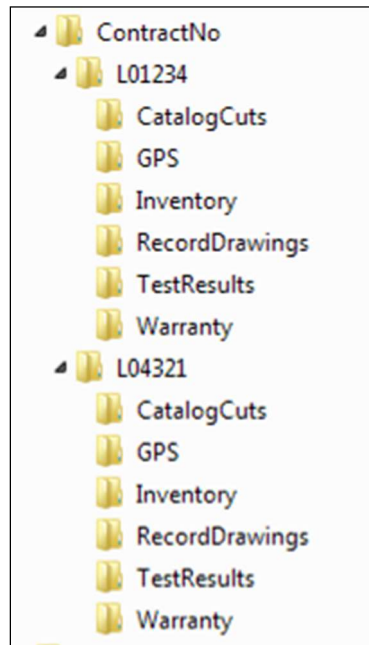 ContractNo
L01234
CatalogCuts
GPS
Inventory
RecordDrawings
TestResults
Warranty
L04321
CatalogCuts
GPS
Inventory
RecordDrawings
TestResults
Warranty